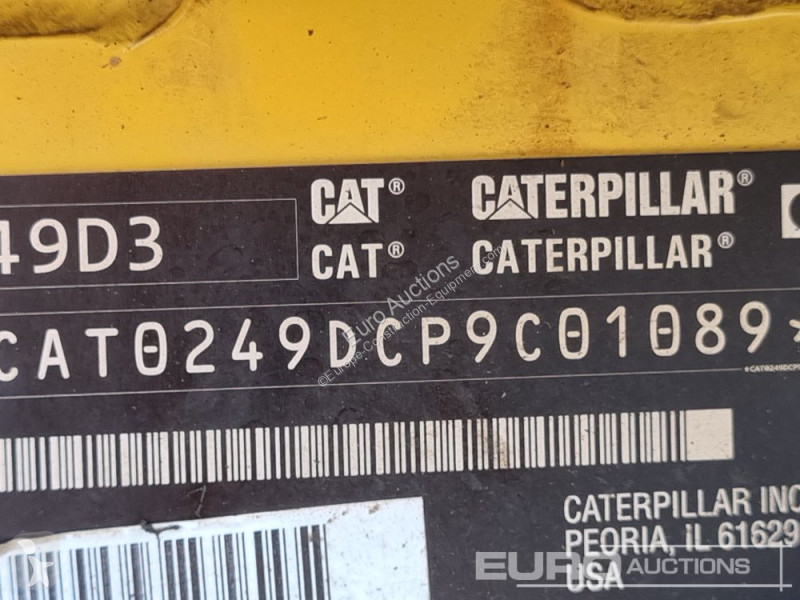 49D3
CAT® CATERPILLAR®
CAT® CATERPILLAR®
CAT0249DCP9C01089*
*CAT0249DCP9
Euro Auctions
©Europe-Construction-Equipment.com
CATERPILLAR INC
PEORIA, IL 61629
USA
EURO AUCTIONS